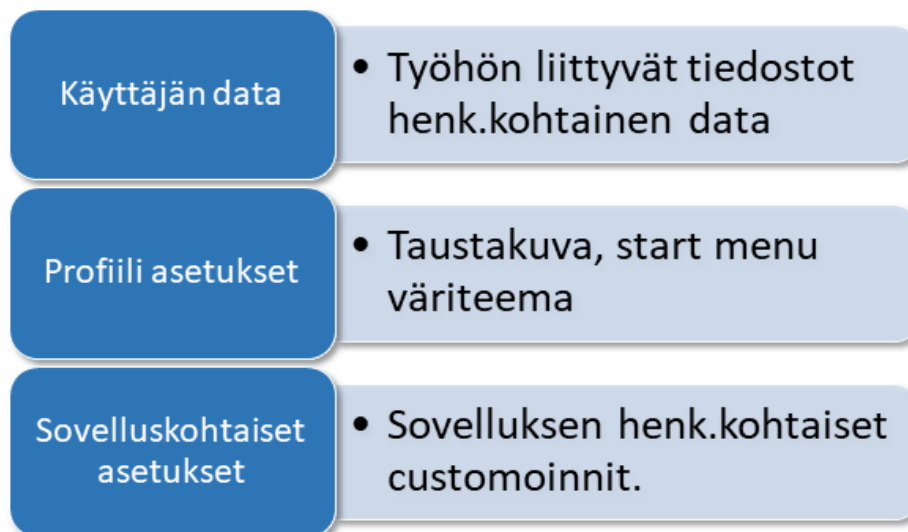 Käyttäjän data
• Työhön liittyvät tiedostot
henk.kohtainen data
Profiili asetukset
• Taustakuva, start menu
väriteema
Sovelluskohtaiset
asetukset
• Sovelluksen henk.kohtaiset
customoinnit.